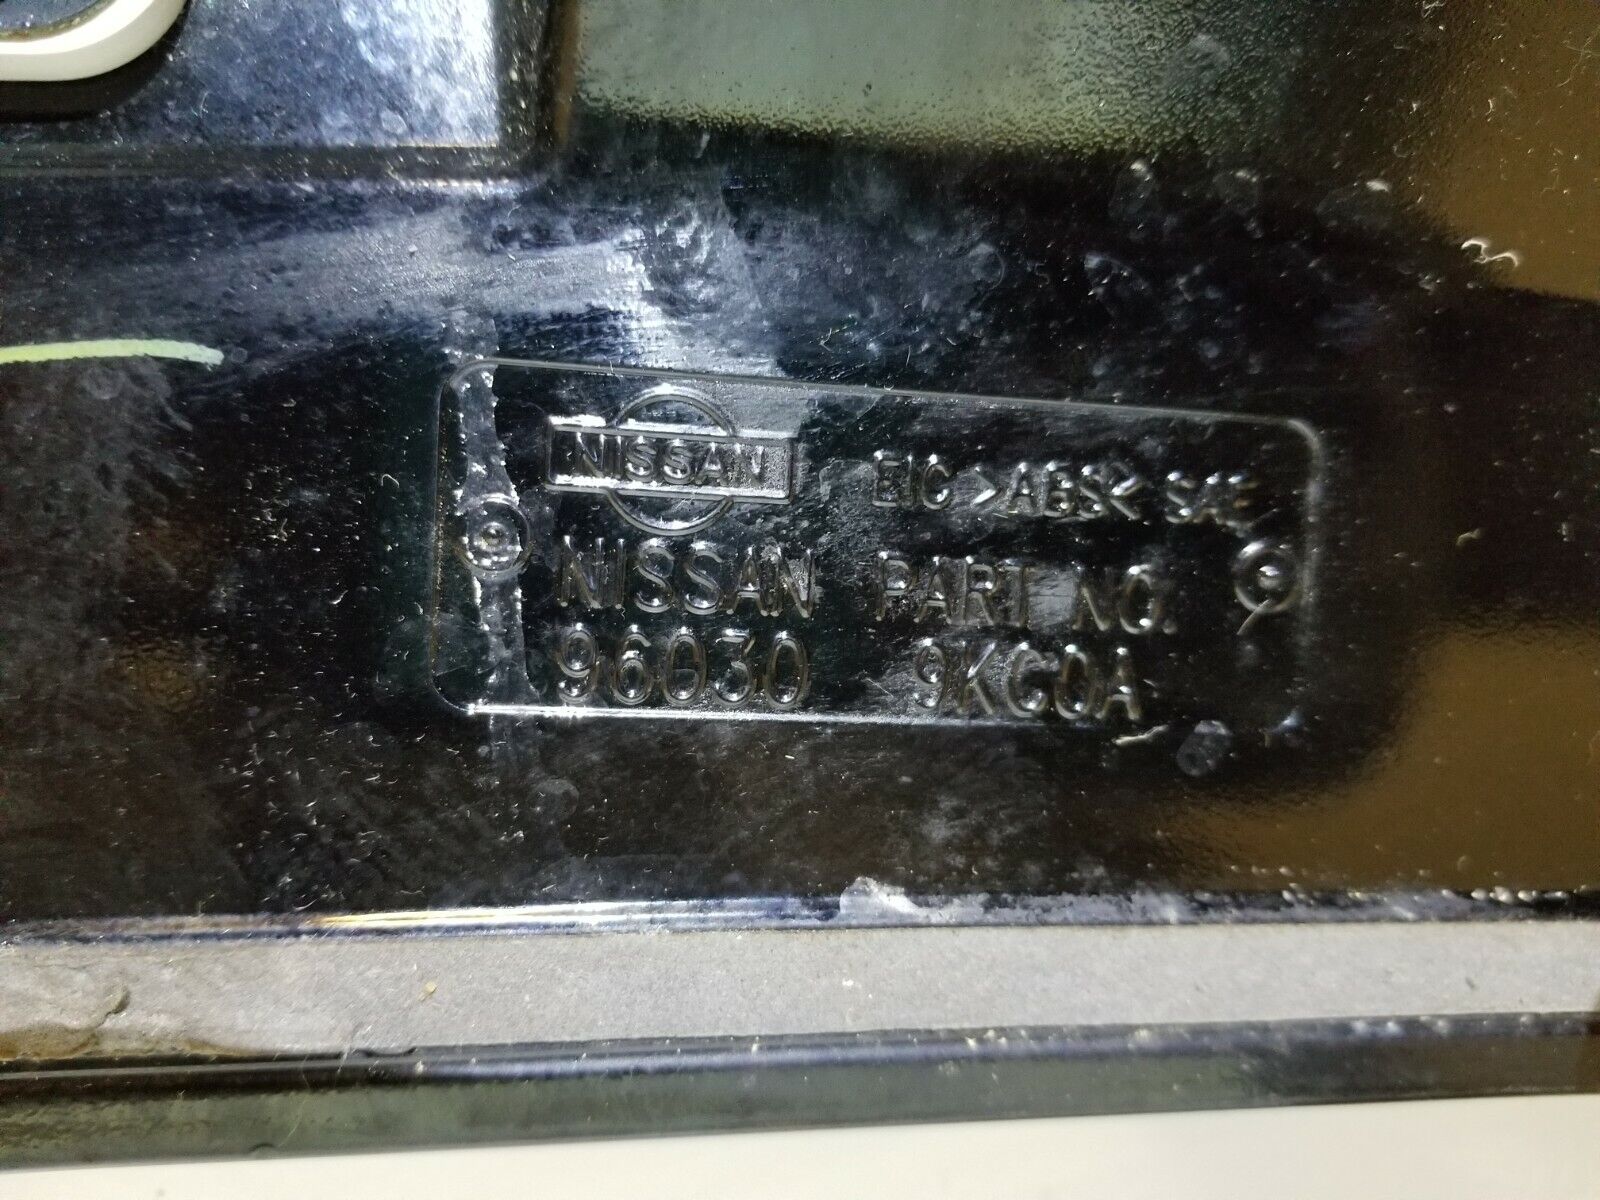 NISSAN
EIC >ABS< SAE
NISSAN PART NO.
96030 9KC0A